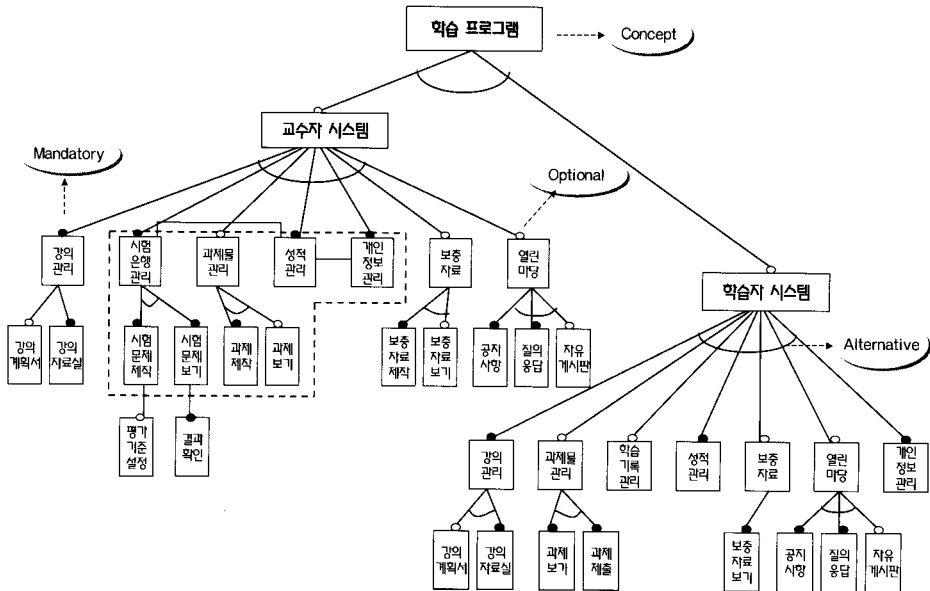 학습 프로그램
Concept
교수자 시스템
Mandatory
Optional
강의
관리
시험
은행
관리
과제물
관리
성적
관리
개인
정보
관리
보충
자료
열린
마당
학습자 시스템
Alternative
강의
계획서
강의
자료실
시험
문제
제작
시험
문제
보기
과제
제작
과제
보기
보충
자료
제작
보충
자료
보기
공지
사항
질의
응답
자유
게시판
평가
기준
설정
결과
확인
강의
관리
과제물
관리
학습
기록
관리
성적
관리
보충
자료
열린
마당
개인
정보
관리
강의
계획서
강의
자료실
과제
보기
과제
제출
보충
자료
보기
공지
사항
질의
응답
자유
게시판